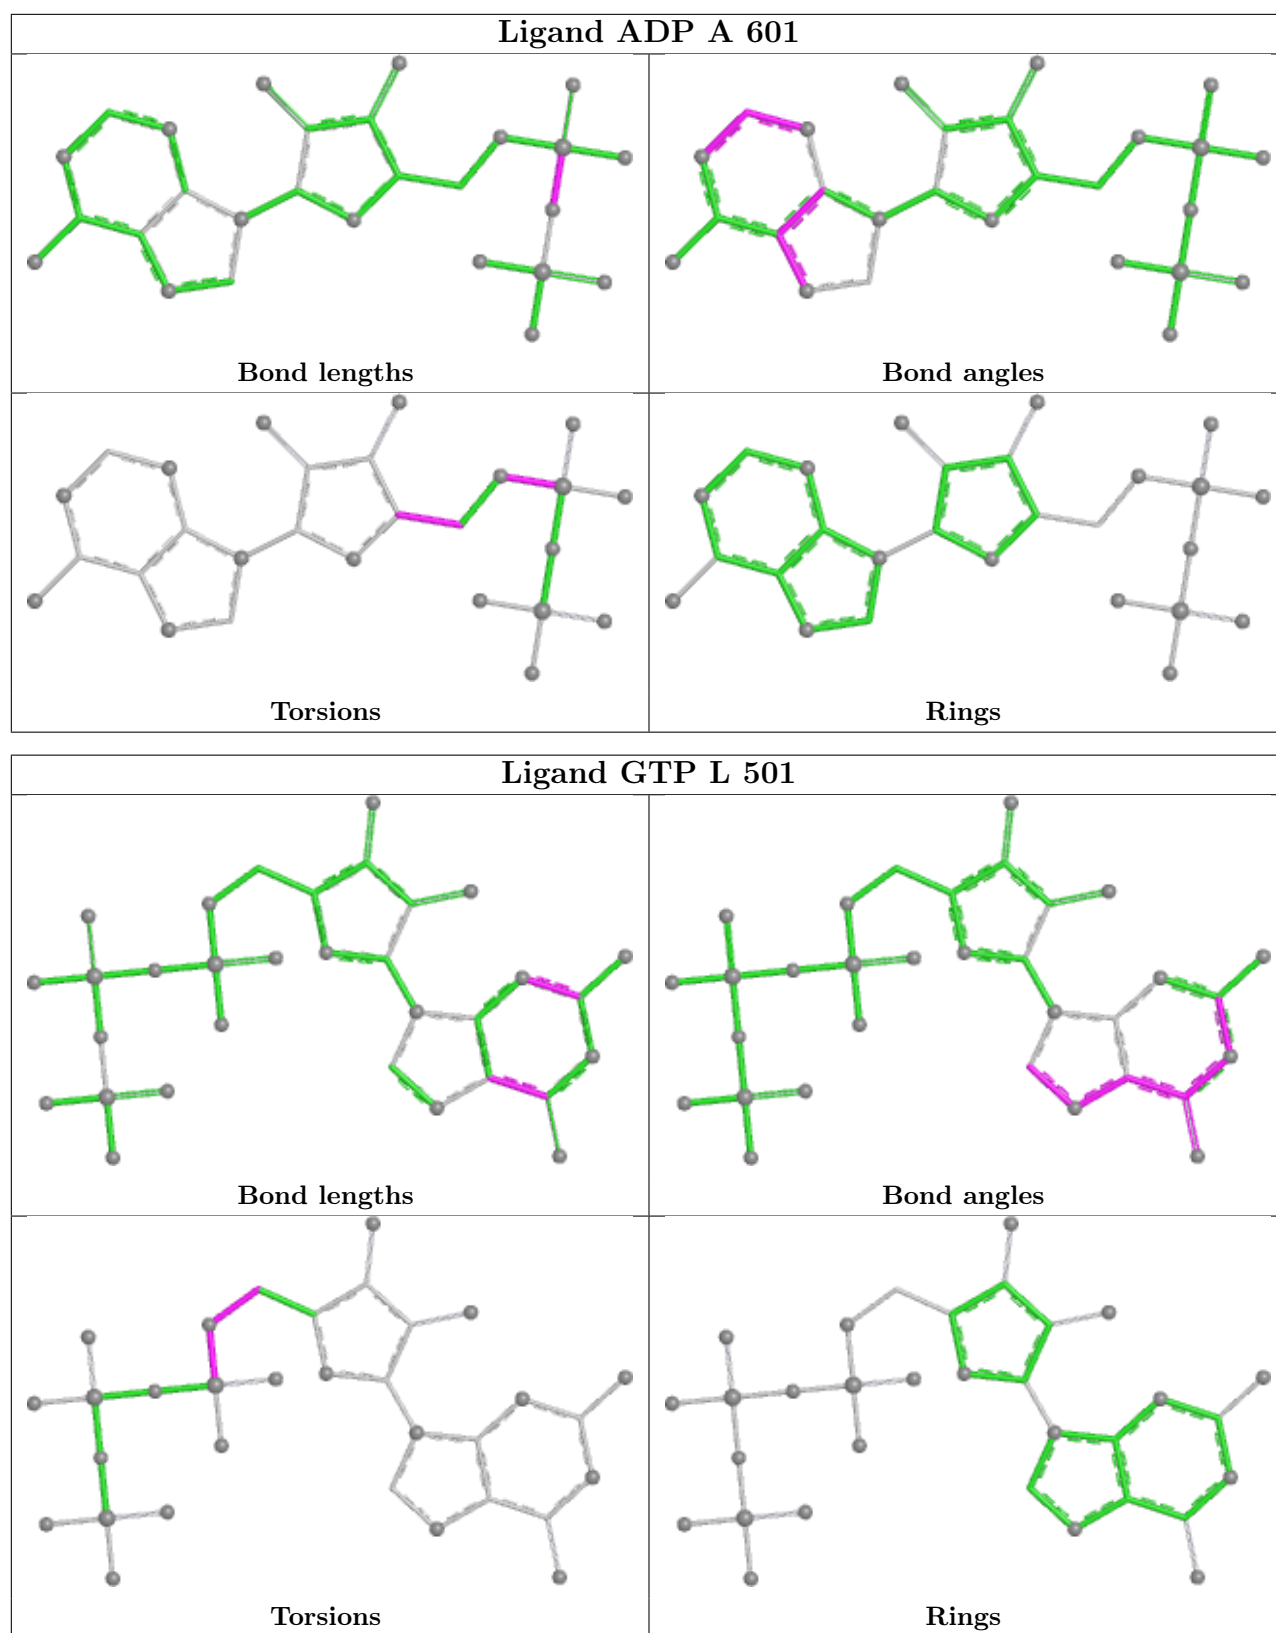 Ligand ADP A 601
Bond lengths
Bond angles
Torsions
Rings
Ligand GTP L 501
Bond lengths
Bond angles
Torsions
Rings